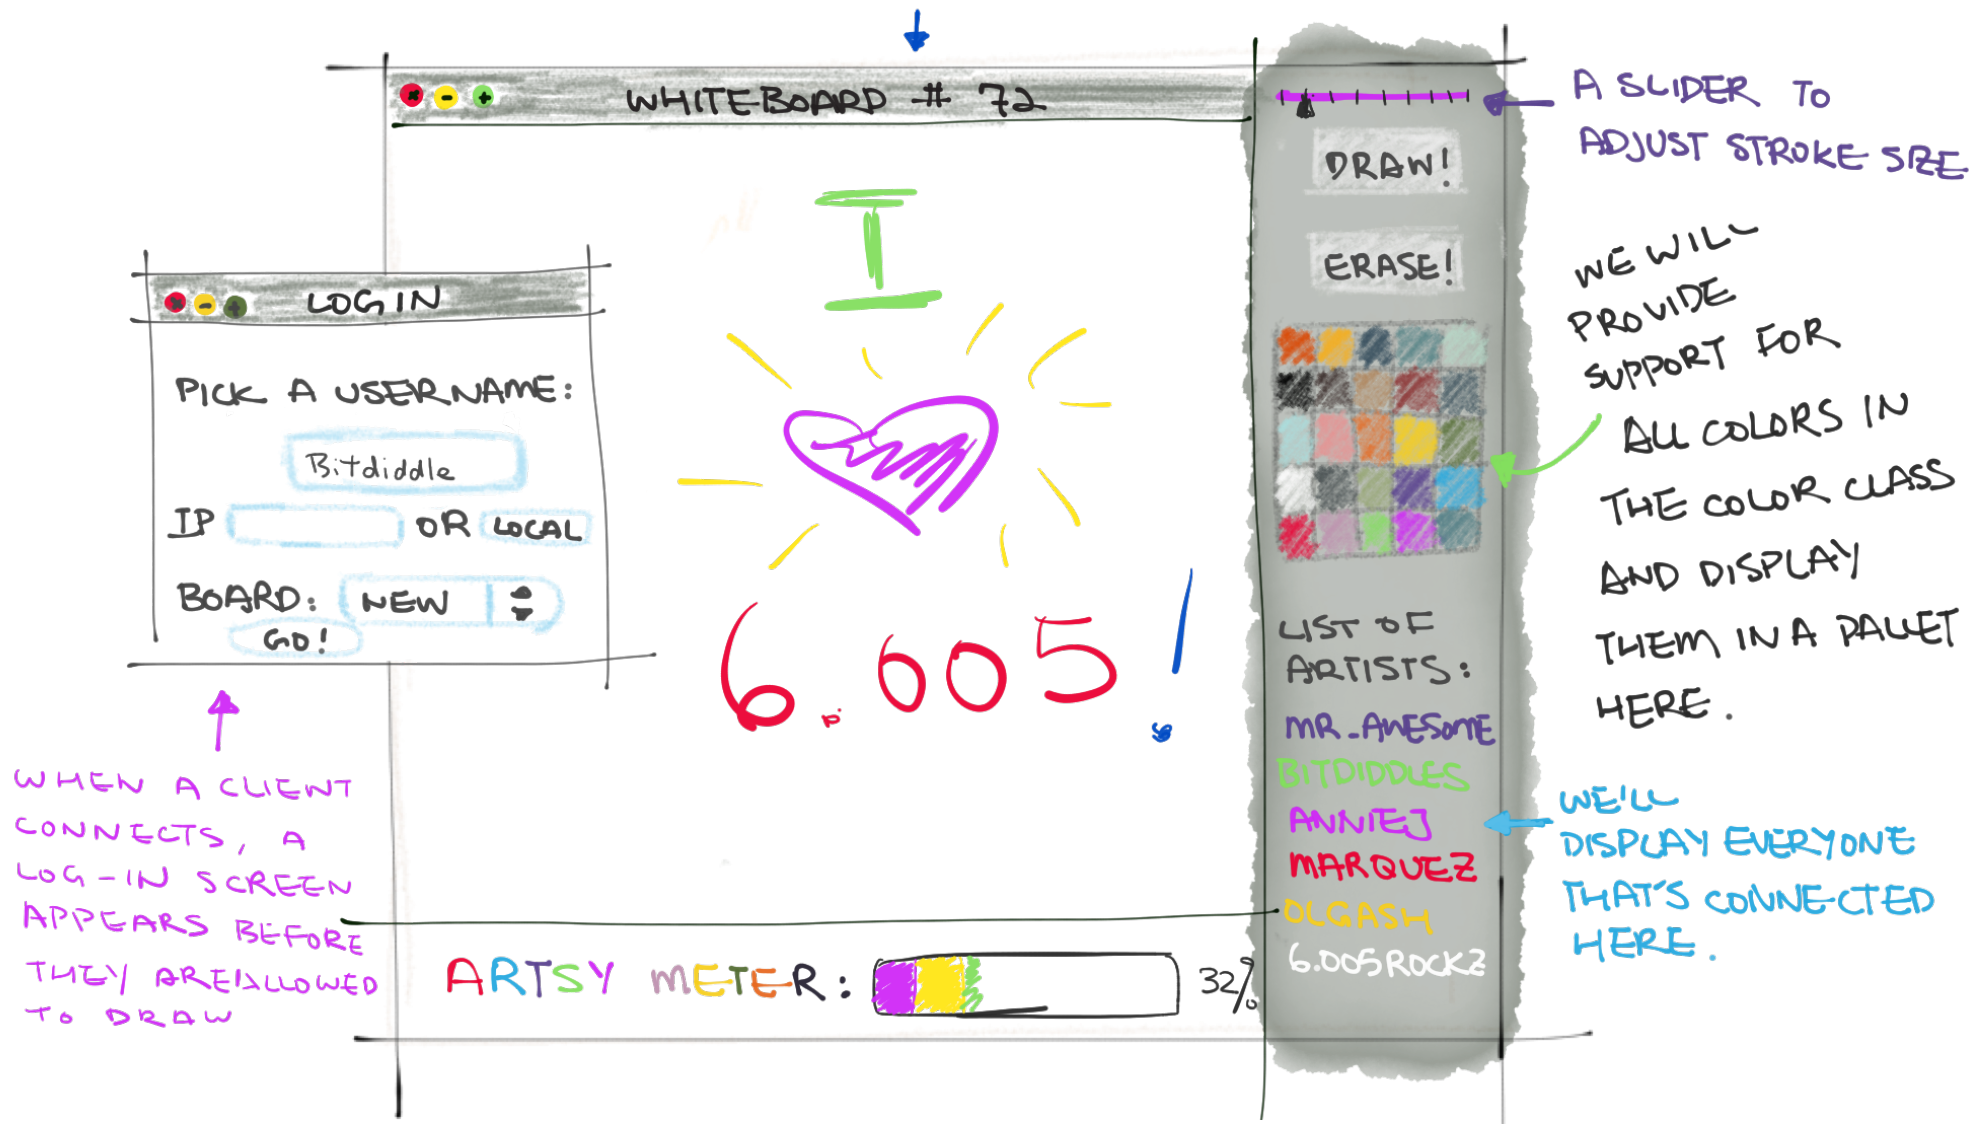 WHITEBOARD # 72
A SLIDER TO
ADJUST STROKE SIZE
DRAW!
ERASE!
WE WILL
PROVIDE
SUPPORT FOR
ALL COLORS IN
THE COLOR CLASS
AND DISPLAY
THEM IN A PALLET
HERE.
I
6.005!
LOGIN
PICK A USERNAME:
Bitdiddle
IP OR LOCAL
BOARD: NEW
GO!
WHEN A CLIENT
CONNECTS, A
LOG-IN SCREEN
APPEARS BEFORE
THEY ARE ALLOWED
TO DRAW
LIST OF
ARTISTS:
MR_AWESOME
BITDIDDLES
ANNIEJ
MARQUEZ
OLGASH
6.005ROCKZ
WE'LL
DISPLAY EVERYONE
THAT'S CONNECTED
HERE.
ARTSY METER: 32%